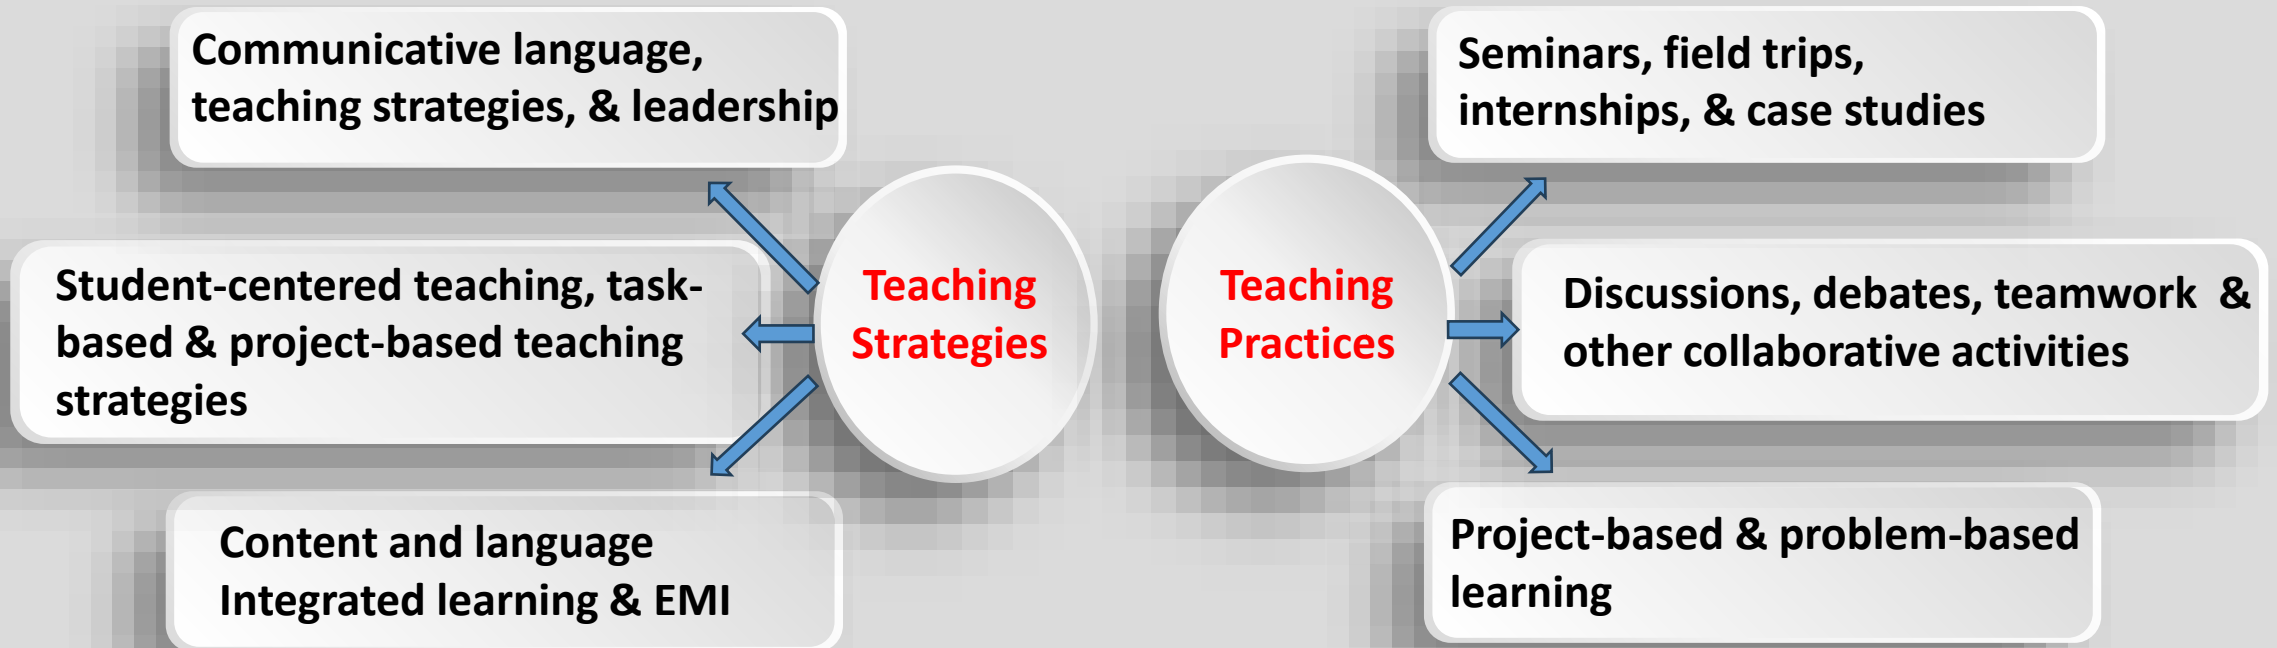 Communicative language,
teaching strategies, & leadership
Student-centered teaching, task-
based & project-based teaching
strategies
Content and language
Integrated learning & EMI
Teaching
Strategies
Teaching
Practices
Seminars, field trips,
internships, & case studies
Discussions, debates, teamwork &
other collaborative activities
Project-based & problem-based
learning